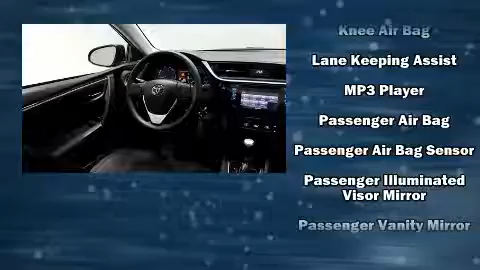 Knee Air Bag
Lane Keeping Assist
MP3 Player
Passenger Air Bag
Passenger Air Bag Sensor
Passenger Illuminated
Visor Mirror
Passenger Vanity Mirror